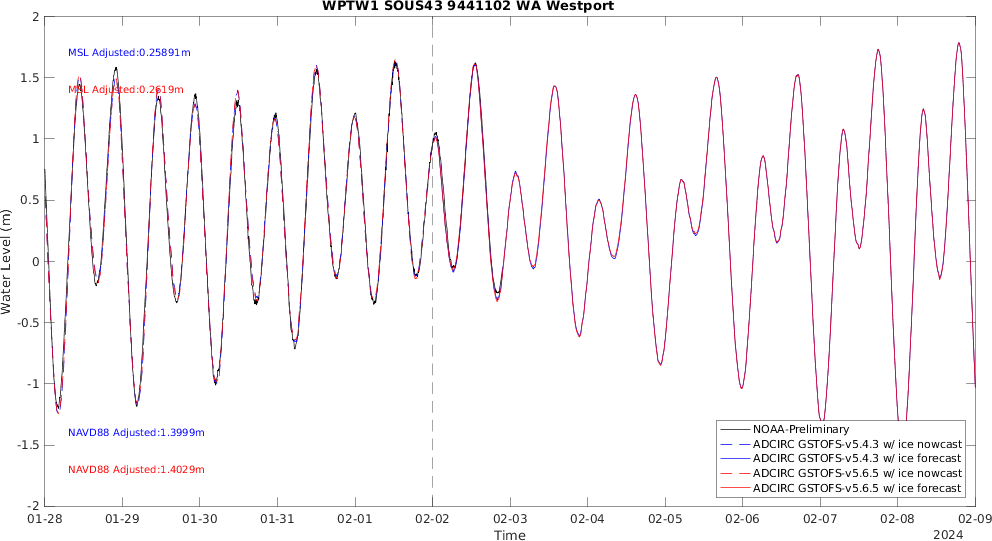 WPTW1 SOUS43 9441102 WA Westport
2
1.5
1
0.5
0
-0.5
-1
-1.5
-2
Water Level (m)
MSL Adjusted:0.25891m
MSL Adjusted:0.2619m
NAVD88 Adjusted:1.3999m
NAVD88 Adjusted:1.4029m
NOAA-Preliminary
ADCIRC GSTOFS-v5.4.3 w/ ice nowcast
ADCIRC GSTOFS-v5.4.3 w/ ice forecast
ADCIRC GSTOFS-v5.6.5 w/ ice nowcast
ADCIRC GSTOFS-v5.6.5 w/ ice forecast
01-28 01-29 01-30 01-31 02-01 02-02 02-03 02-04 02-05 02-06 02-07 02-08 02-09
Time
2024